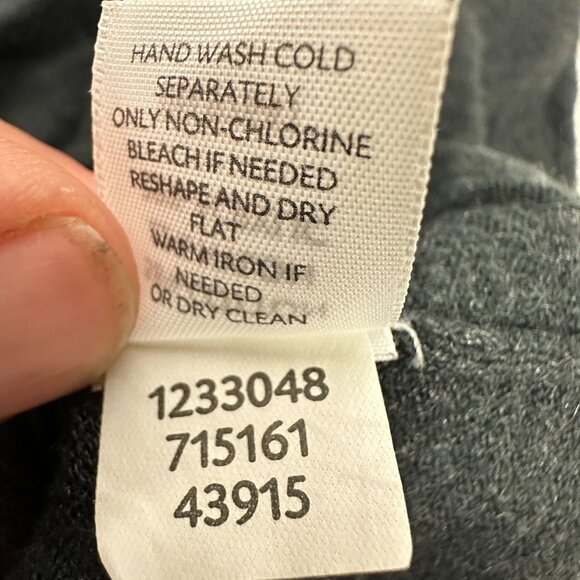 HAND WASH COLD
SEPARATELY
ONLY NON-CHLORINE
BLEACH IF NEEDED
RESHAPE AND DRY
FLAT
WARM IRON IF
NEEDED
OR DRY CLEAN
1233048
715161
43915